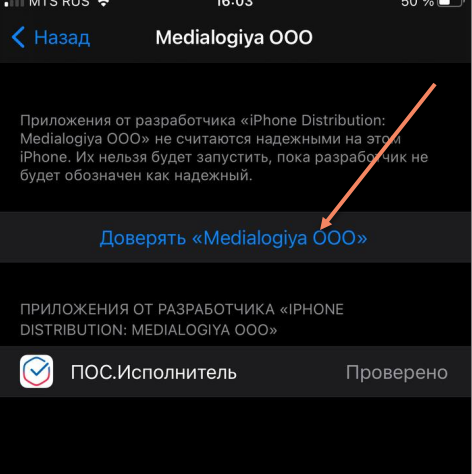 MTS RUS 16:03 50 %
Назад Medialogiya ООО
Приложения от разработчика «iPhone Distribution:
Medialogiya OOO» не считаются надежными на этом
iPhone. Их нельзя будет запустить, пока разработчик не
будет обозначен как надежный.
Доверять «Medialogiya OOO»
ПРИЛОЖЕНИЯ ОТ РАЗРАБОТЧИКА «IPHONE
DISTRIBUTION: MEDIALOGIYA OOO»
ПОС.Исполнитель Проверено